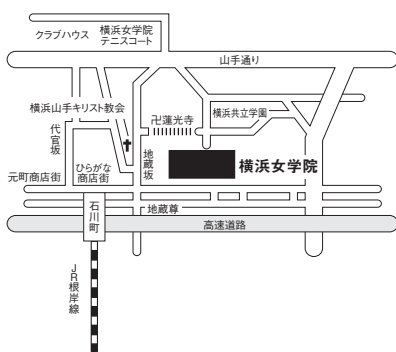 クラブハウス
横浜女学院
テニスコート
山手通り
横浜山手キリスト教会
卍蓮光寺
横浜共立学園
代官坂
地蔵坂
横浜女学院
ひらがな
商店街
元町商店街
石川町
地蔵尊
高速道路
JR根岸線